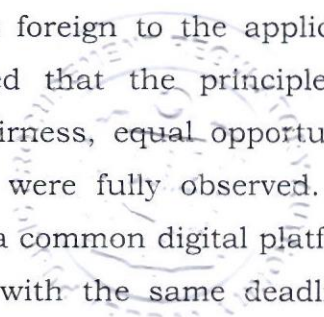 foreign to the applic
ed that the principle
irness, equal opportu
were fully observed.
a common digital platf
with the same deadl